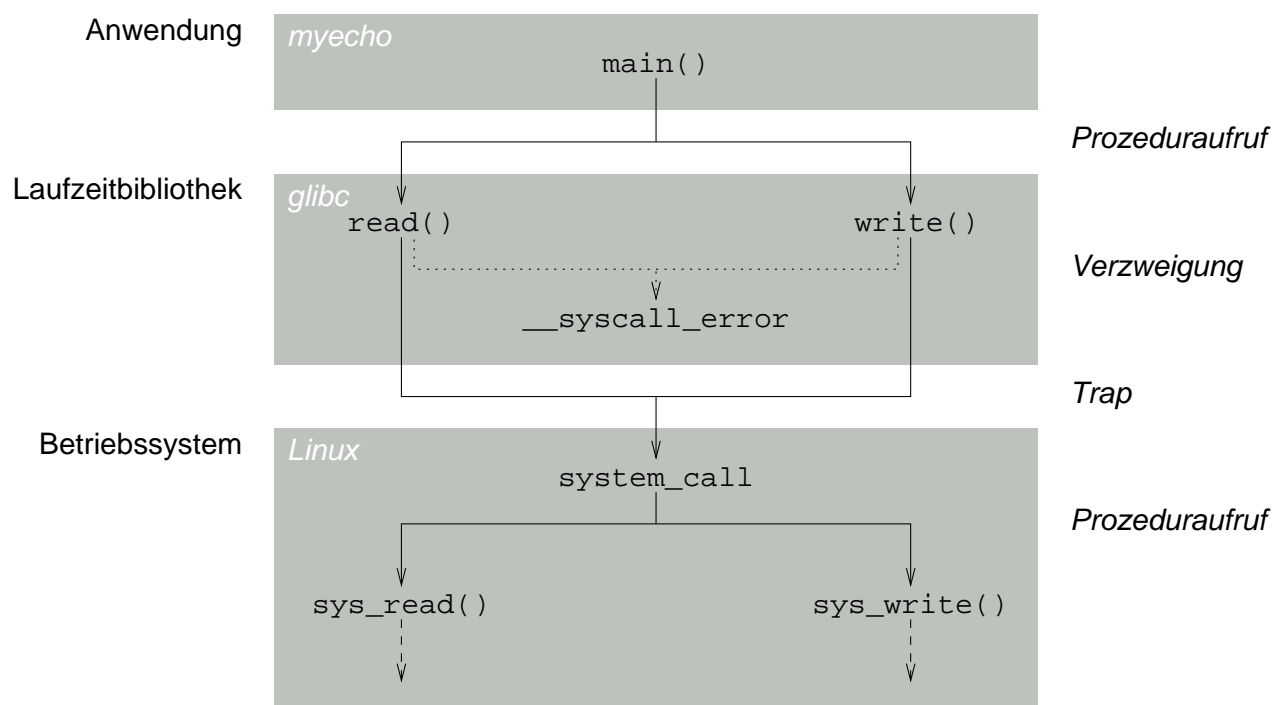 Anwendung
myecho
main()
Prozeduraufruf
Laufzeitbibliothek
glibc
read()
write()
Verzweigung
__syscall_error
Trap
Betriebssystem
Linux
system_call
Prozeduraufruf
sys_read()
sys_write()